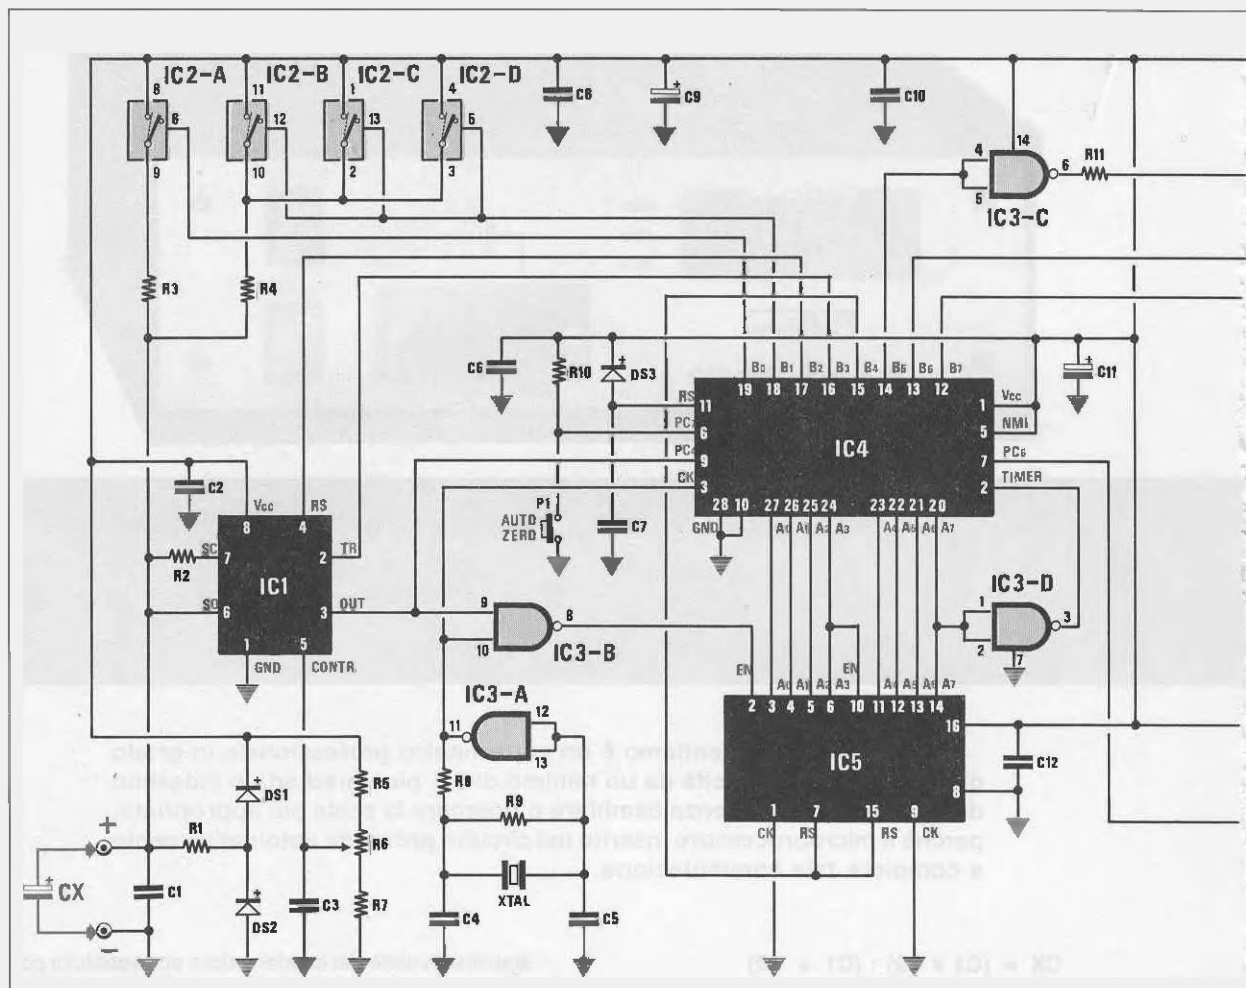 IC2-A IC2-B IC2-C IC2-D
8 11 1 4
6 12 13 5
9 10 2 3
C8 C9 C10
14
4 6 R11
5
IC3-C
R3 R4
C6 R10 DS3
B0 B1 B2 B3 B4 B5 B6 B7
C11
19 18 17 16 15 14 13 12
RS 11 1 Vcc
PC7 6 5 NMI
IC4
9 7
CK 3 2 TIMER
28 10 27 26 25 24 23 22 21 20
GND A0 A1 A2 A3 A4 A5 A6 A7
C2
Vcc RS
8 4
P1
AUTO
ZERO
C7
R2 7 2 TR
IC1
6 3 OUT
1 5
GND CONTR.
9 8
10
IC3-B
IC3-D
1 3
2
7
IC3-A
11 12
13
EN A0 A1 A2 A3 EN A4 A5 A6 A7
2 3 4 5 6 10 11 12 13 14
16
IC5
8
C12
1 7 15 9
CK RS RS CK
DS1 R5 R8 R9
R1 R6
XTAL
CX
C1 DS2 C3 R7 C4 C5